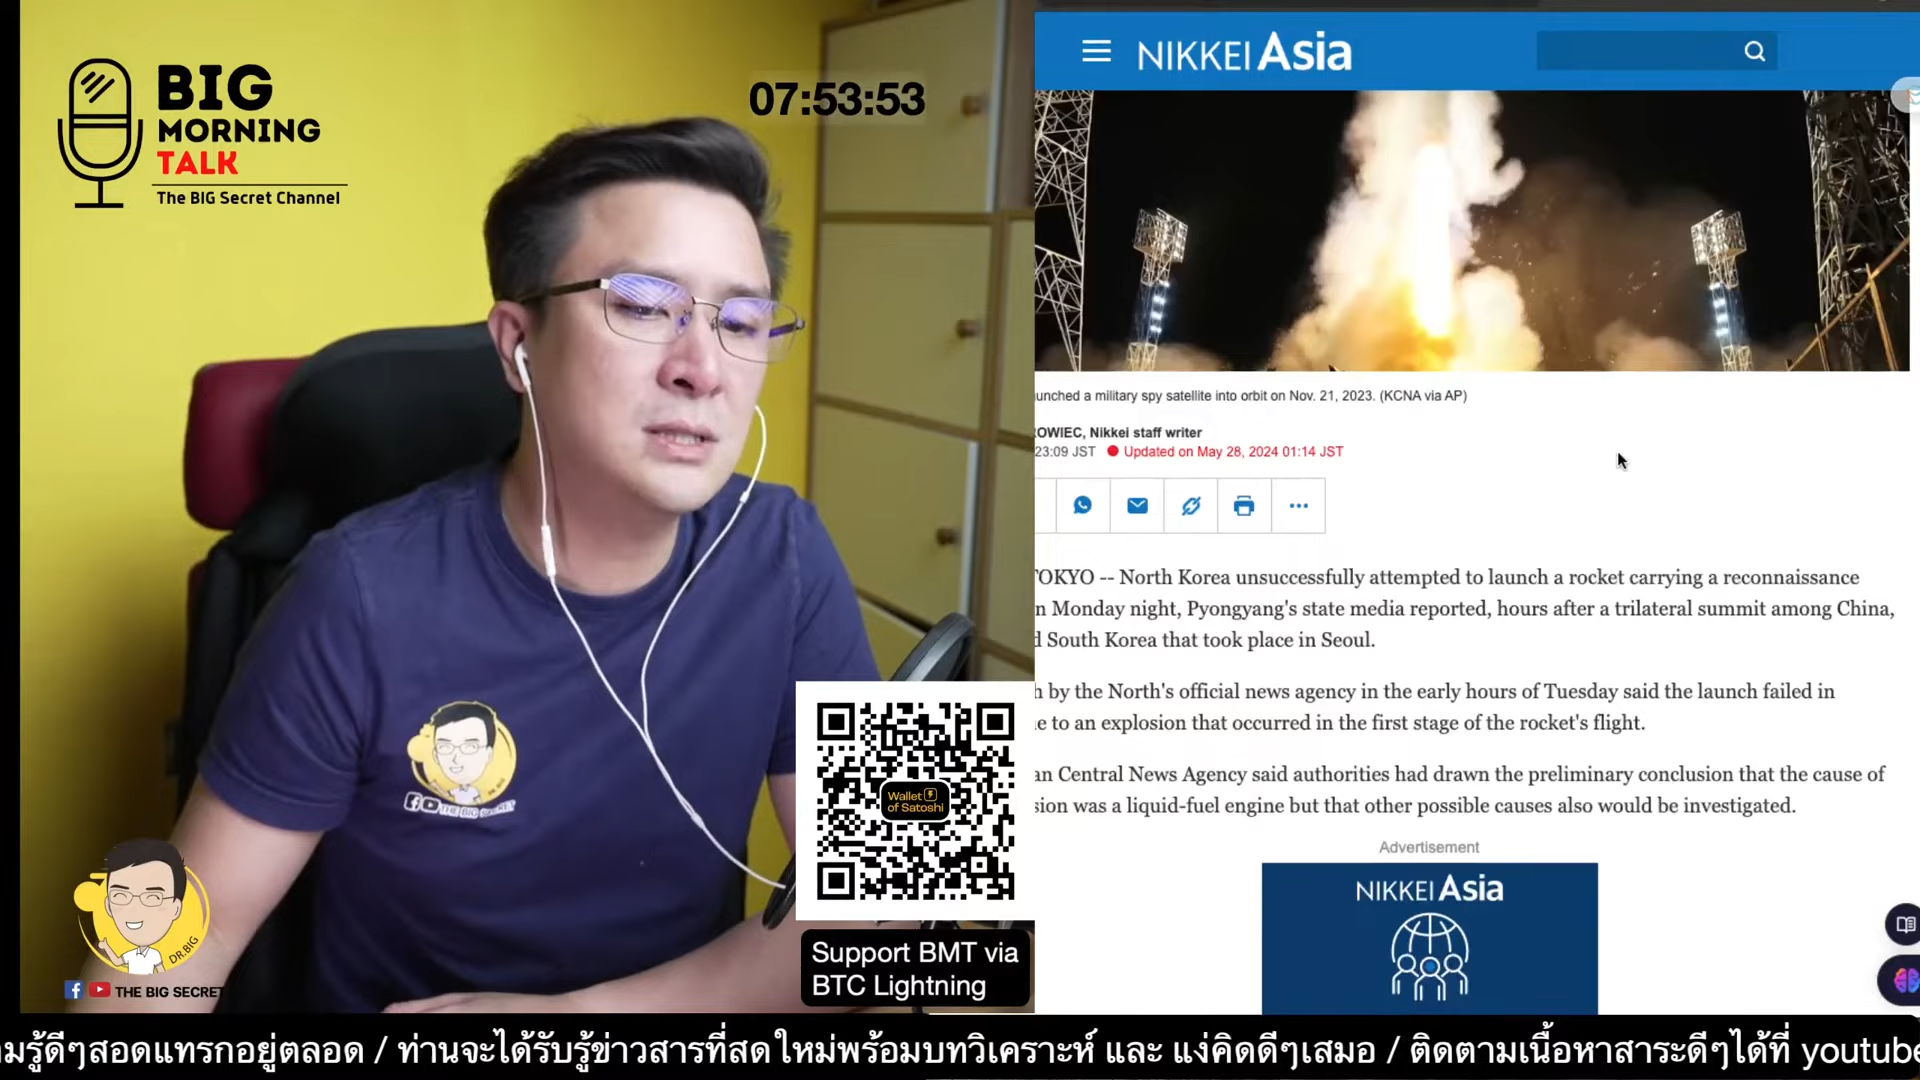 BIG
MORNING
TALK
The BIG Secret Channel
07:53:53
DR.BIG
THE BIG SECRET
THE BIG SECRET
Wallet
of Satoshi
Support BMT via
BTC Lightning
NIKKEI Asia
unched a military spy satellite into orbit on Nov. 21, 2023. (KCNA via AP)
OWIEC, Nikkei staff writer
23:09 JST Updated on May 28, 2024 01:14 JST
TOKYO -- North Korea unsuccessfully attempted to launch a rocket carrying a reconnaissance
n Monday night, Pyongyang's state media reported, hours after a trilateral summit among China,
d South Korea that took place in Seoul.
h by the North's official news agency in the early hours of Tuesday said the launch failed in
e to an explosion that occurred in the first stage of the rocket's flight.
an Central News Agency said authorities had drawn the preliminary conclusion that the cause of
sion was a liquid-fuel engine but that other possible causes also would be investigated.
Advertisement
NIKKEI Asia
มรู้ดีๆสอดแทรกอยู่ตลอด / ท่านจะได้รับรู้ข่าวสารที่สดใหม่พร้อมบทวิเคราะห์ และ แง่คิดดีๆเสมอ / ติดตามเนื้อหาสาระดีๆได้ที่ youtube